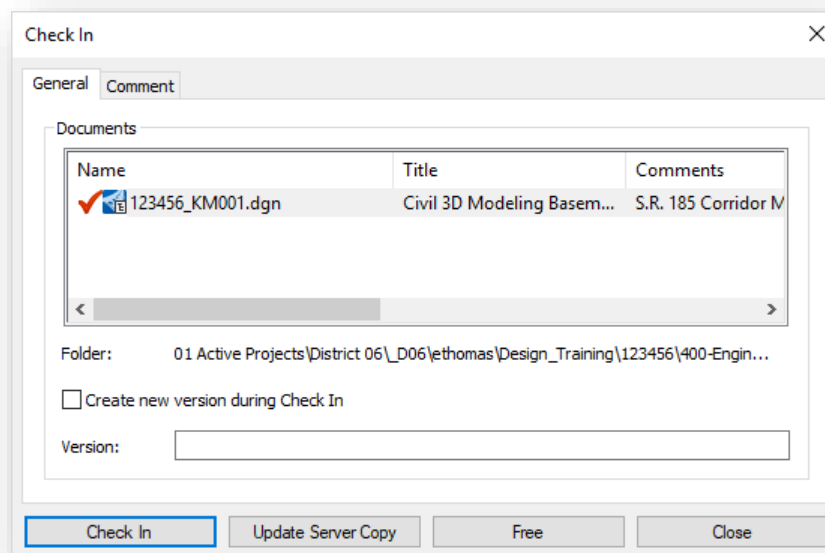 Check In
General Comment
Documents
Name Title Comments
123456_KM001.dgn Civil 3D Modeling Basem... S.R. 185 Corridor M
Folder: 01 Active Projects\District 06\_D06\ethomas\Design_Training\123456\400-Engin...
Create new version during Check In
Version:
Check In Update Server Copy Free Close